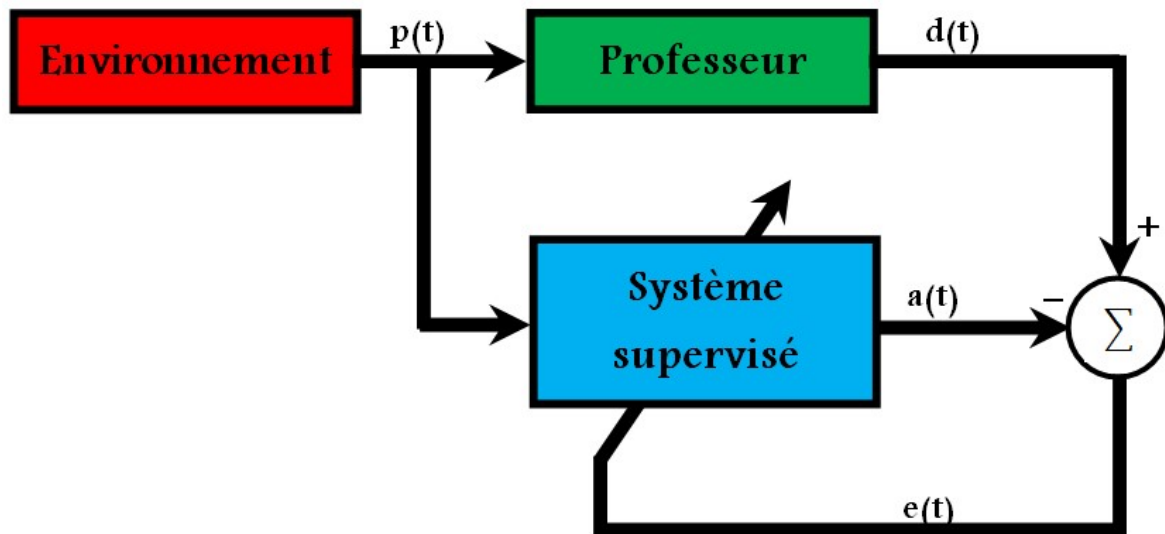 Environnement
p(t)
Professeur
d(t)
+
Système
supervisé
a(t)
−
∑
e(t)